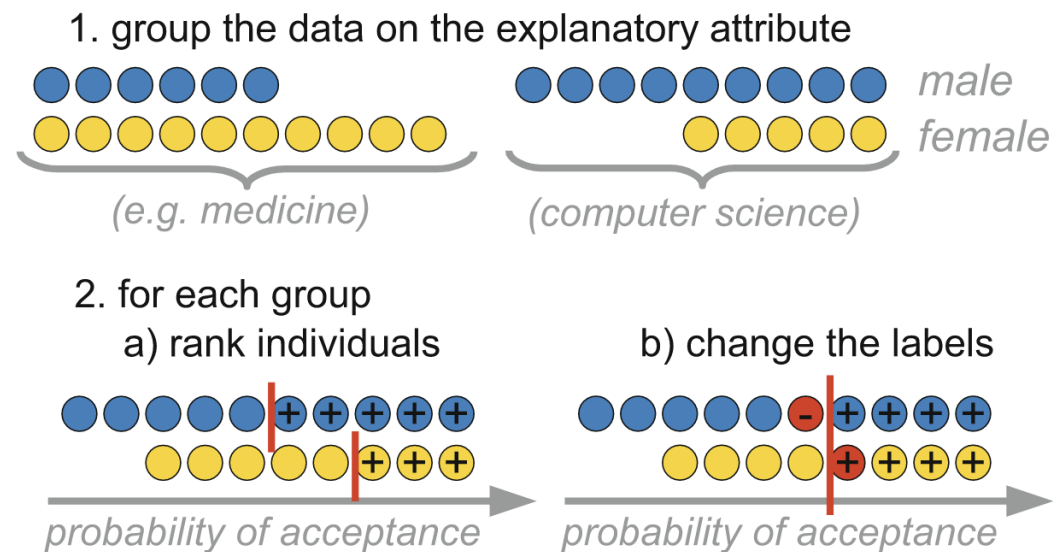 1. group the data on the explanatory attribute
male
female
(e.g. medicine)
(computer science)
2. for each group
a) rank individuals
b) change the labels
+ + + + +
- + + + +
+ + +
+ + + +
probability of acceptance
probability of acceptance